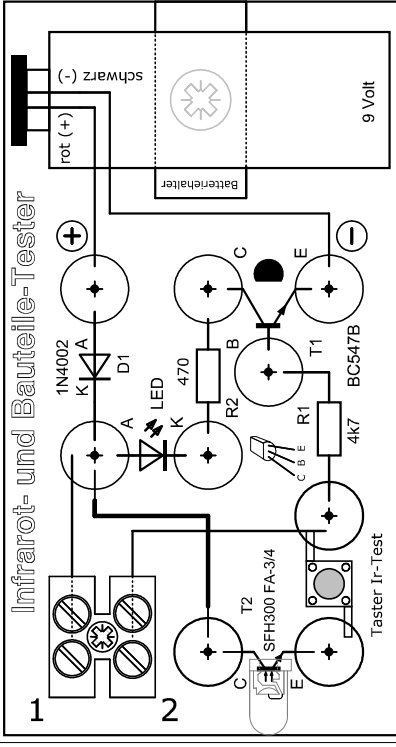 Infrarot- und Bauteile-Tester
(-) schwarz
rot (+)
9 Volt
Batteriehalter
+
-
C
E
1N4002
A
K
D1
B
T1
BC547B
470
R2
LED
A
K
R1
4k7
E
B
C
T2
SFH300 FA-3/4
C
E
Taster Ir-Test
1
2